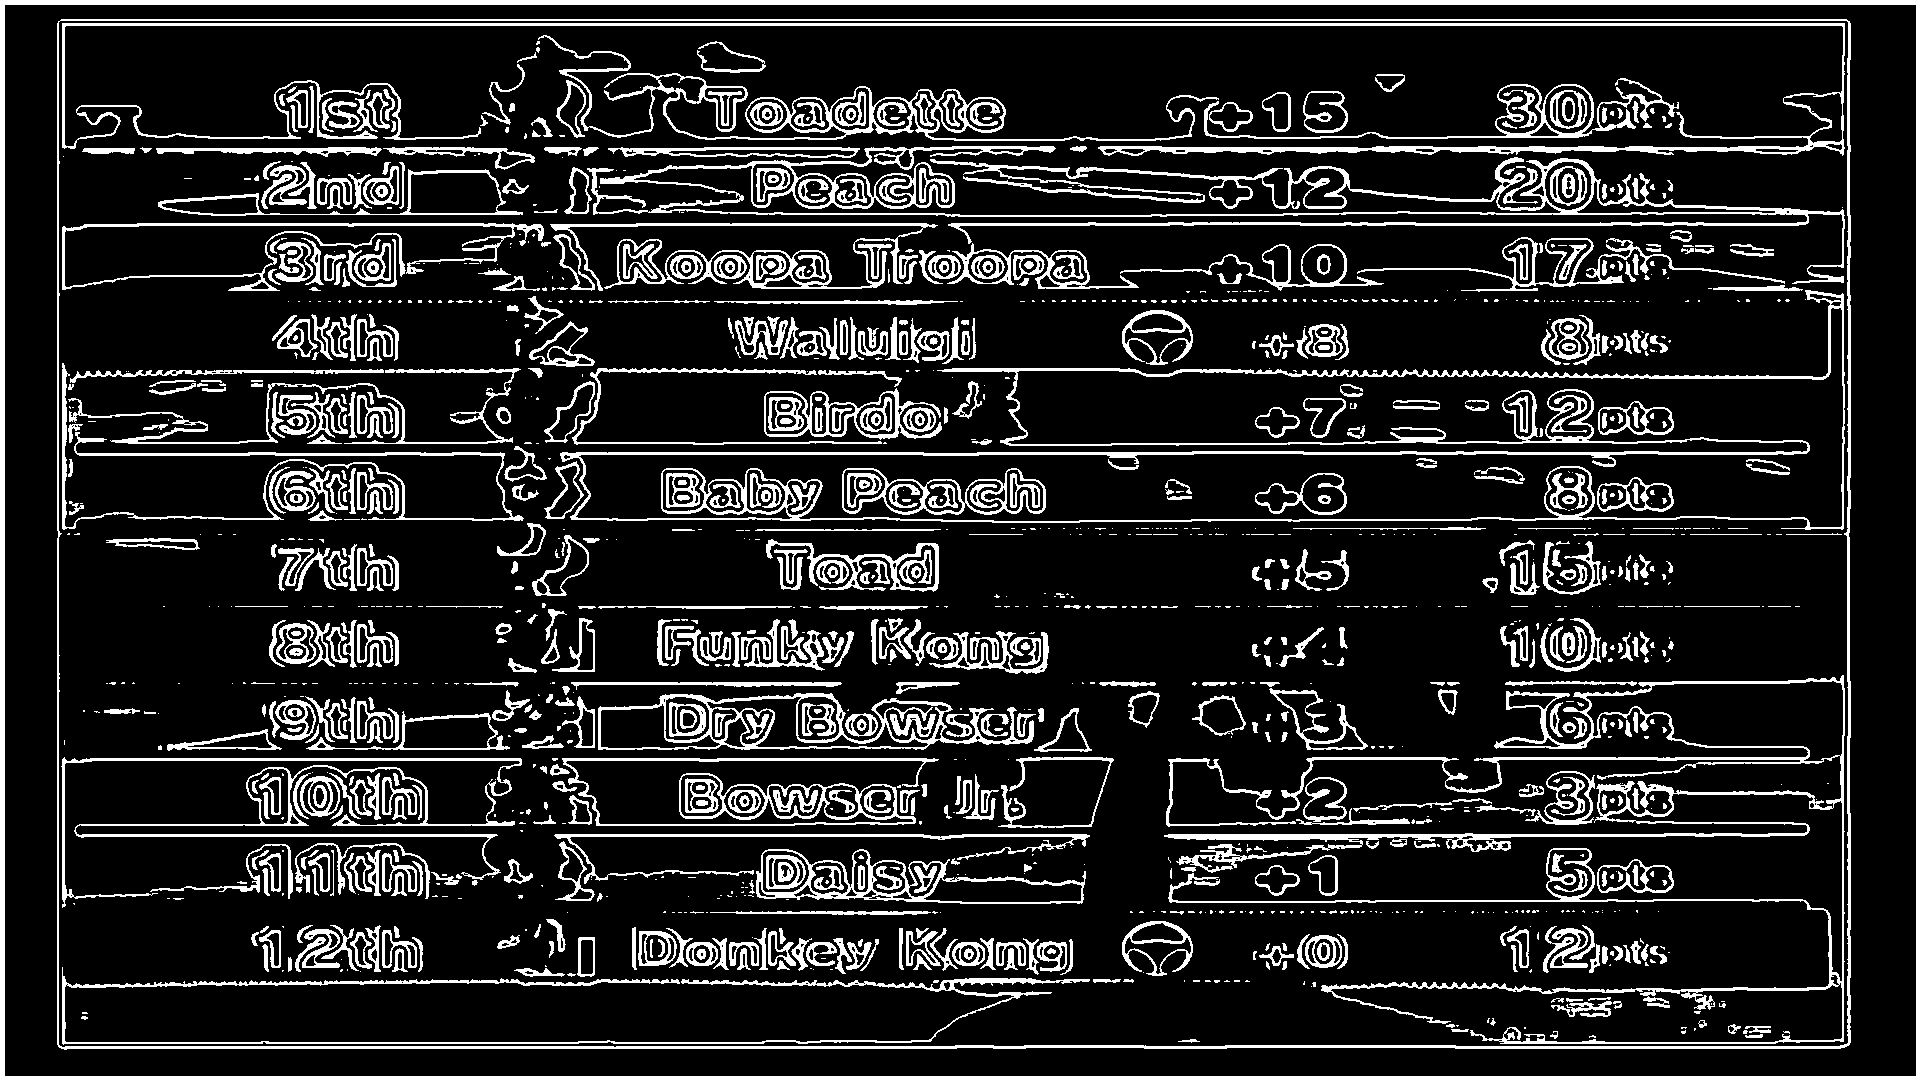 1st Toadette +15 30pts
2nd Peach +12 20pts
3rd Koopa Troopa +10 17pts
4th Waluigi +8 8pts
5th Birdo +7 12pts
6th Baby Peach +6 8pts
7th Toad +5 15pts
8th Funky Kong +4 10pts
9th Dry Bowser +3 6pts
10th Bowser Jr. +2 3pts
11th Daisy +1 5pts
12th Donkey Kong +0 12pts